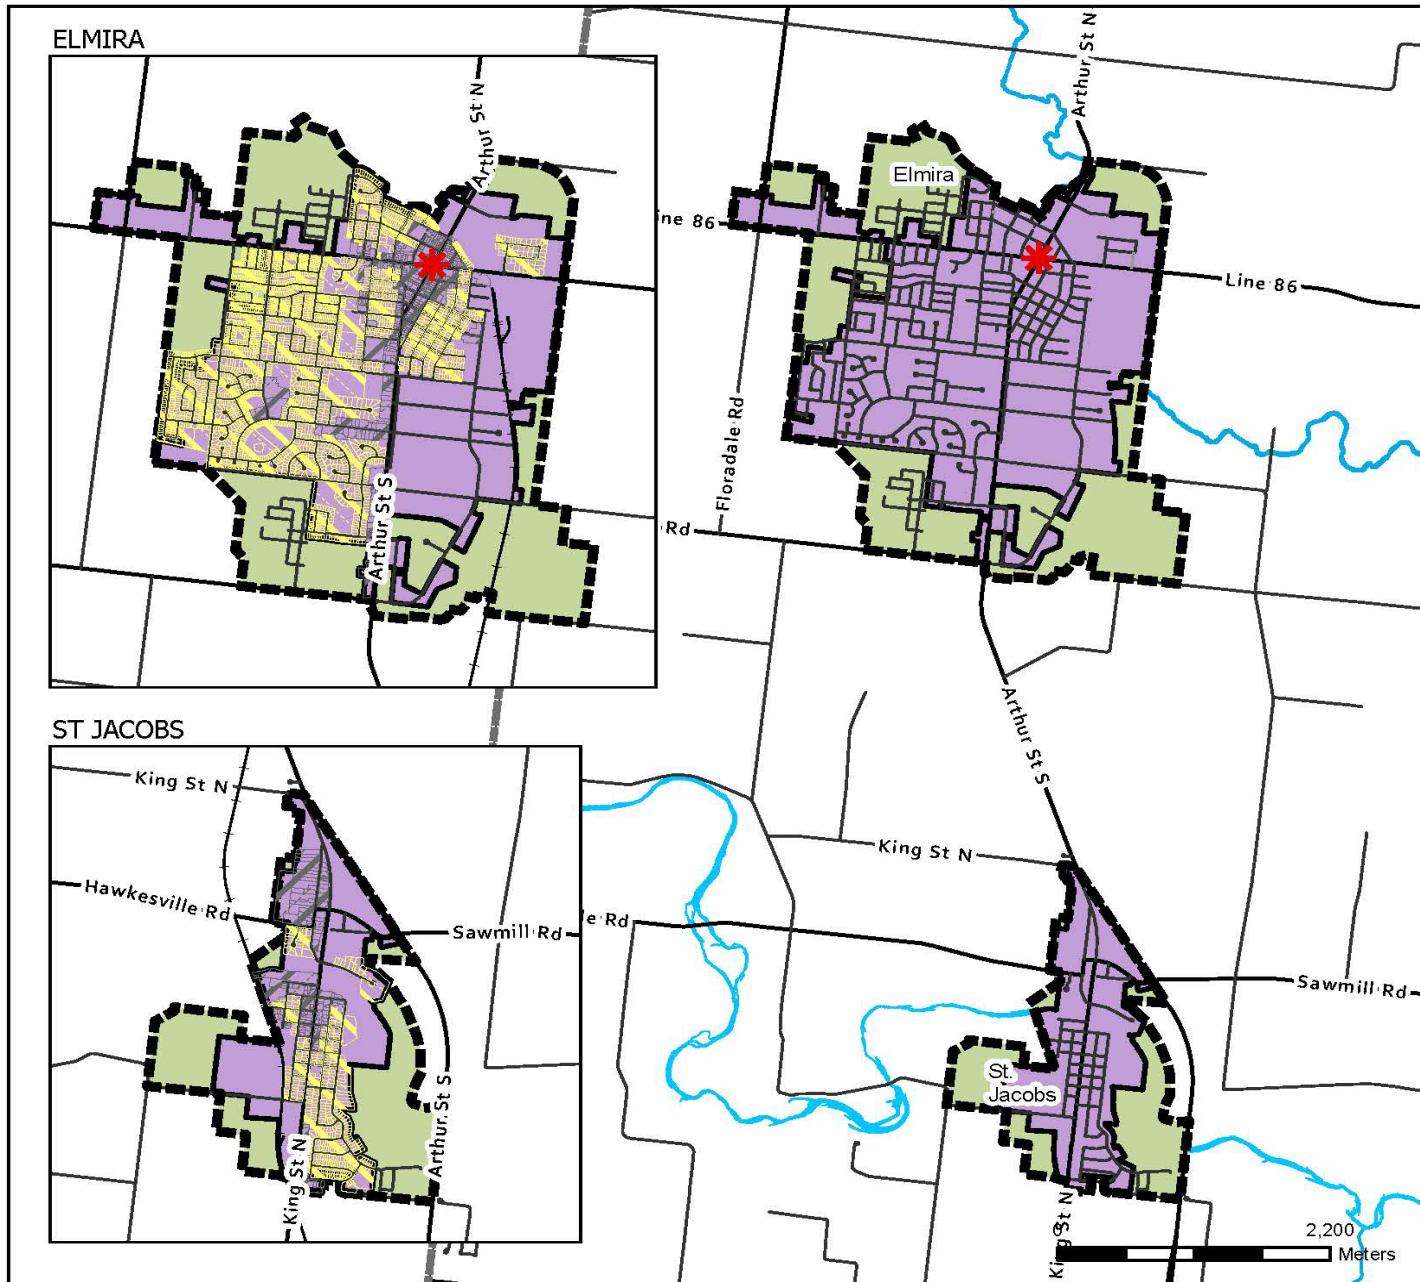 ELMIRA
Arthur St N
Arthur St S
Arthur St N
Elmira
ine 86
Line 86
Floradale Rd
Rd
Arthur St S
ST JACOBS
King St N
Hawkesville Rd
Sawmill Rd
King St N
Arthur St S
King St N
le Rd
Sawmill Rd
St.
Jacobs
King St N
0
2,200
Meters